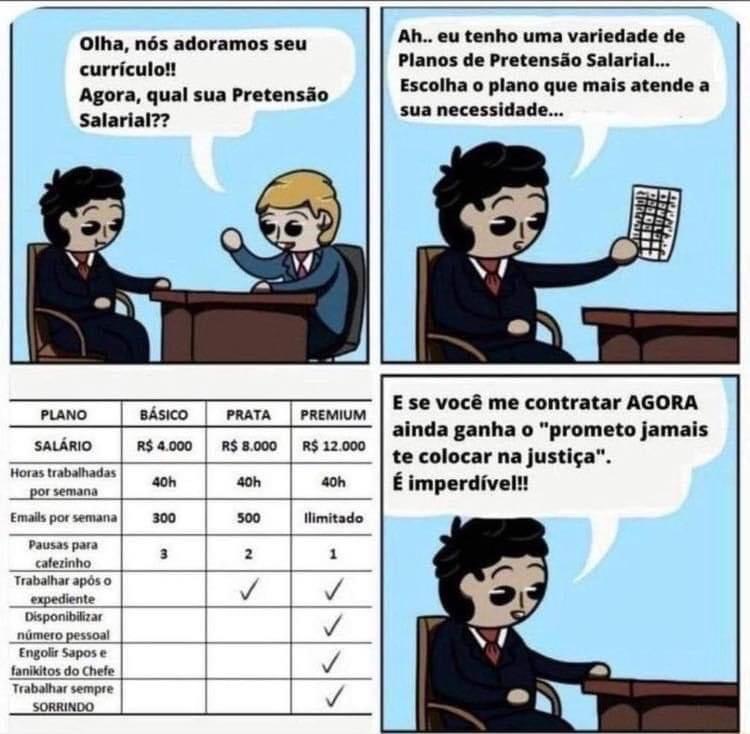 Olha, nós adoramos seu
currículo!!
Agora, qual sua Pretensão
Salarial??
Ah.. eu tenho uma variedade de
Planos de Pretensão Salarial...
Escolha o plano que mais atende a
sua necessidade...
PLANO BÁSICO PRATA PREMIUM
SALÁRIO R$ 4.000 R$ 8.000 R$ 12.000
Horas trabalhadas
por semana 40h 40h 40h
Emails por semana 300 500 Ilimitado
Pausas para
cafezinho 3 2 1
Trabalhar após o
expediente ✓ ✓
Disponibilizar
número pessoal ✓
Engolir Sapos e
fanikitos do Chefe ✓
Trabalhar sempre
SORRINDO ✓
E se você me contratar AGORA
ainda ganha o "prometo jamais
te colocar na justiça".
É imperdível!!